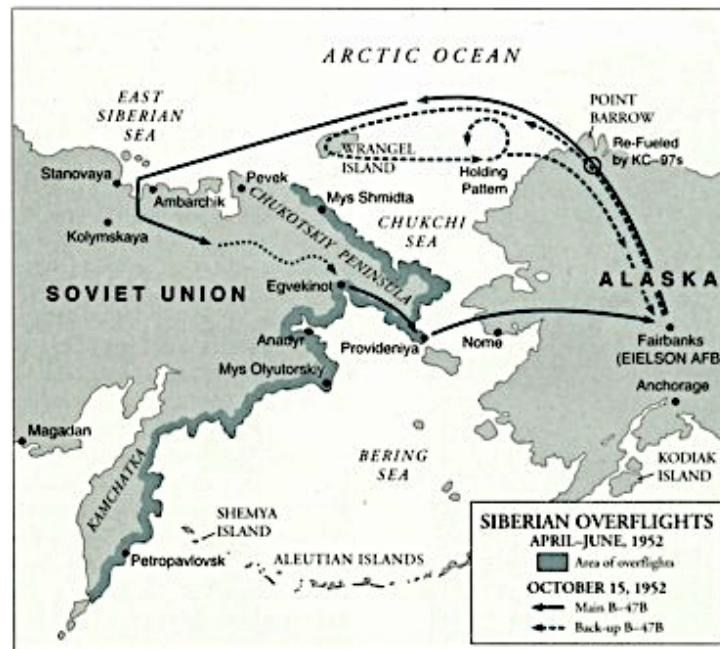 ARCTIC OCEAN
EAST
SIBERIAN
SEA
POINT
BARROW
Re-Fueled
by KC-97s
WRANGEL
ISLAND
Holding
Pattern
Stanovaya
Ambarchik
Pevek
Mys Shmidta
CHUKOTSKIY PENINSULA
CHUKCHI
SEA
Kolymskaya
SOVIET UNION
ALASKA
Egvekinot
Anadyr
Provideniya
Nome
Fairbanks
(EIELSON AFB
Mys Olyutorskiy
Anchorage
Magadan
KAMCHATKA
BERING
SEA
KODIAK
ISLAND
SHEMYA
ISLAND
Petropavlovsk
ALEUTIAN ISLANDS
SIBERIAN OVERFLIGHTS
APRIL–JUNE, 1952
Area of overflights
OCTOBER 15, 1952
Main B–47B
Back-up B–47B